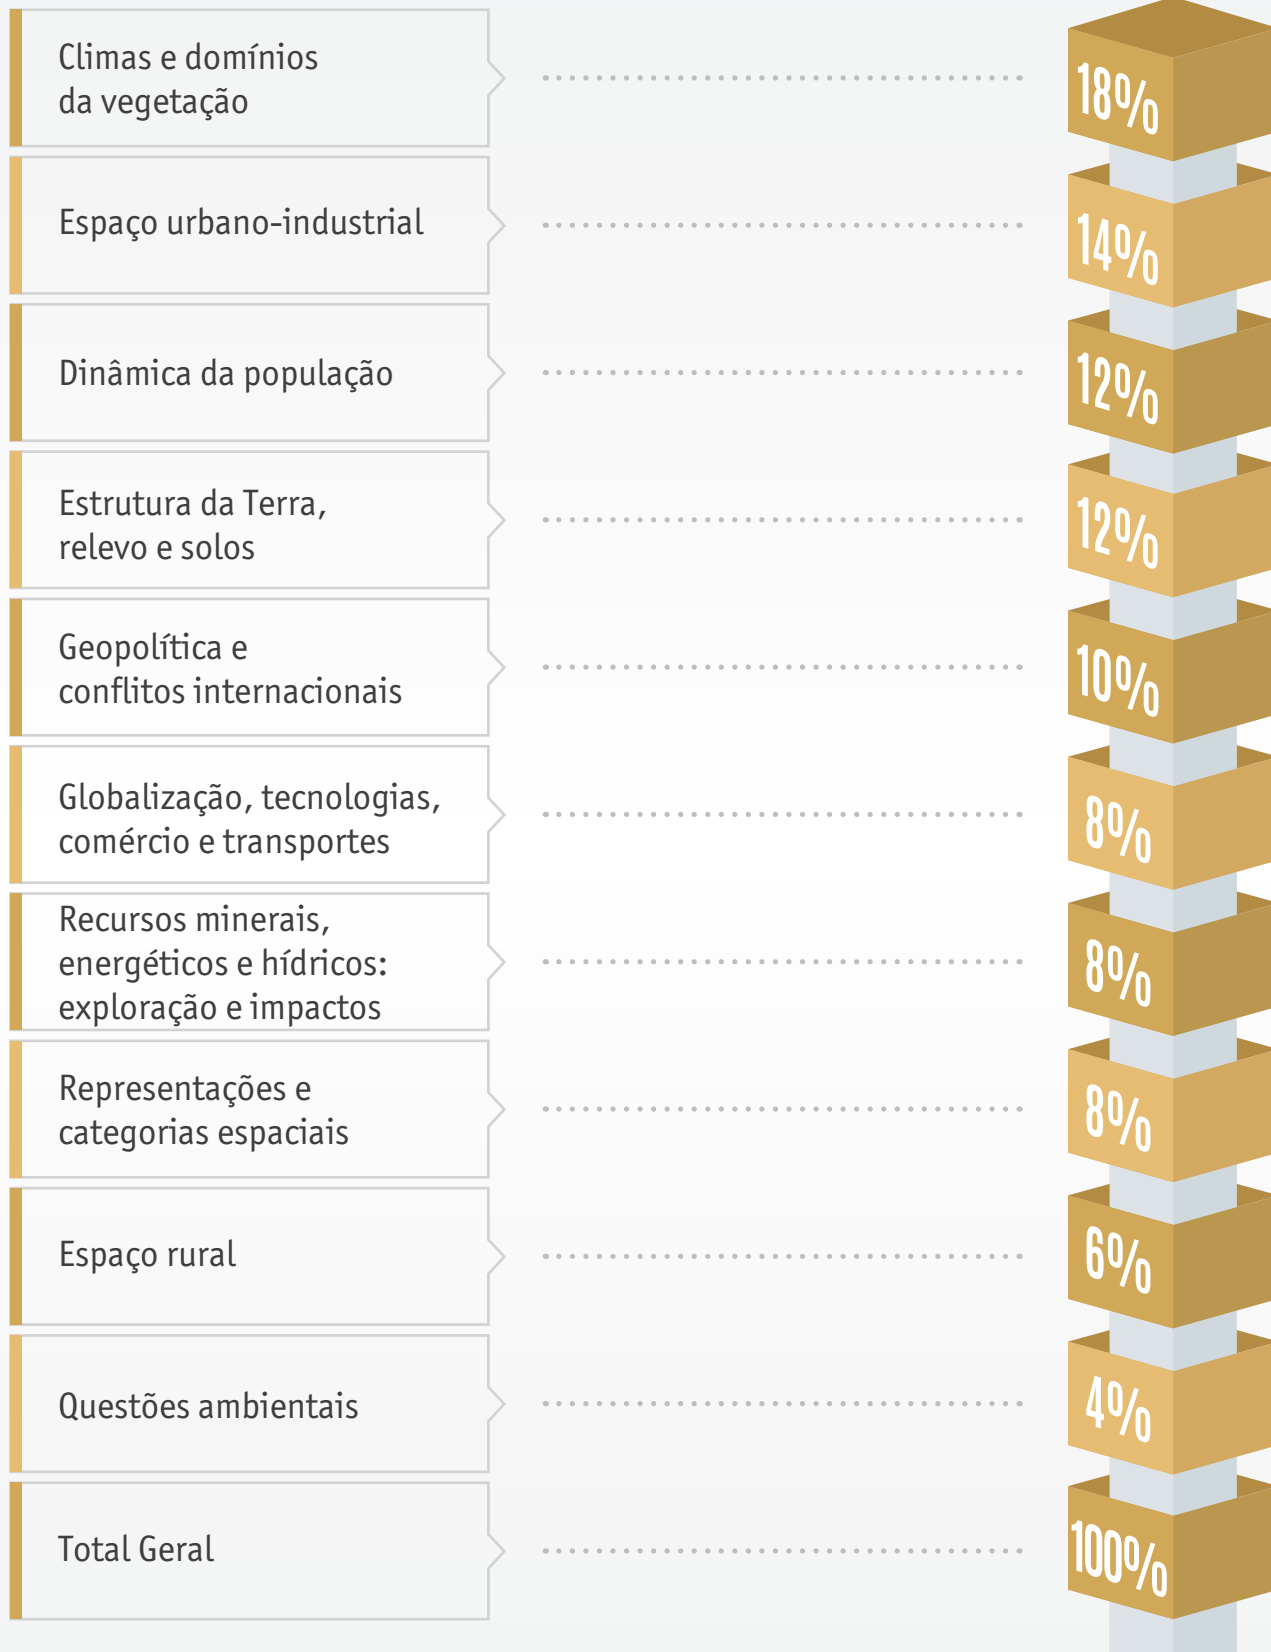 Climas e domínios
da vegetação
18%
Espaço urbano-industrial
14%
Dinâmica da população
12%
Estrutura da Terra,
relevo e solos
12%
Geopolítica e
conflitos internacionais
10%
Globalização, tecnologias,
comércio e transportes
8%
Recursos minerais,
energéticos e hídricos:
exploração e impactos
8%
Representações e
categorias espaciais
8%
Espaço rural
6%
Questões ambientais
4%
Total Geral
100%